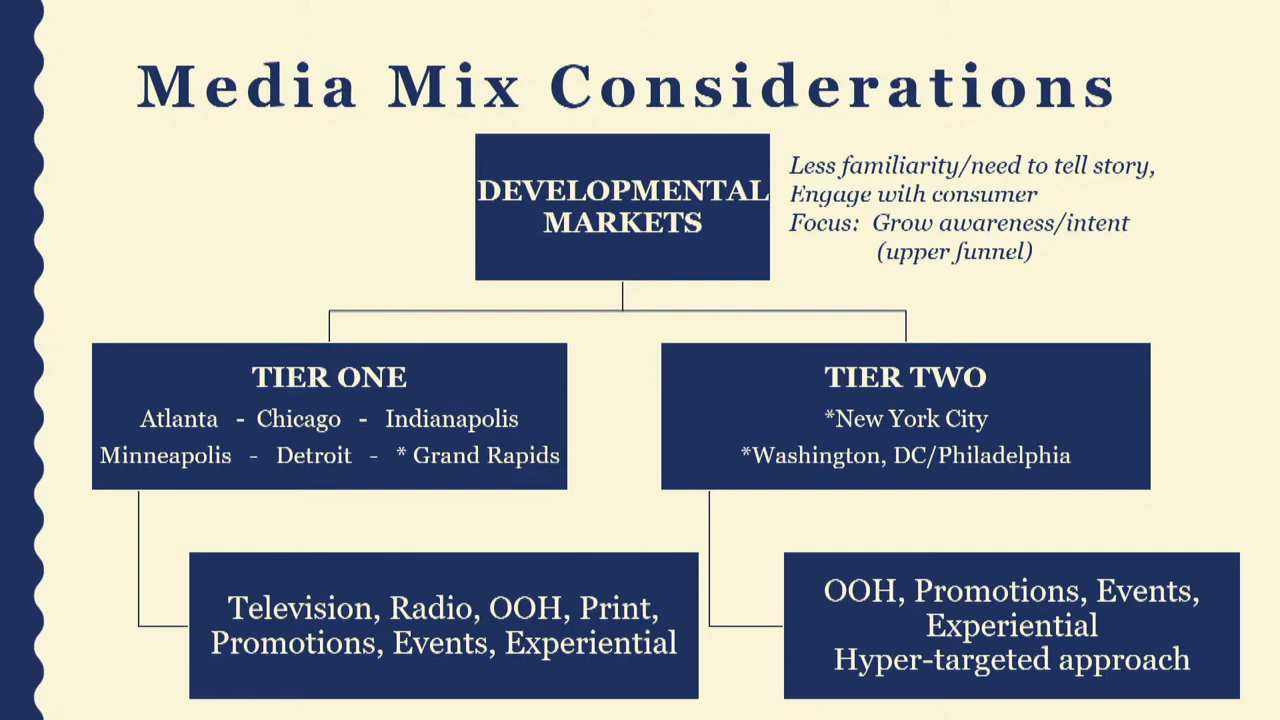 Media Mix Considerations
DEVELOPMENTAL
MARKETS
Less familiarity/need to tell story,
Engage with consumer
Focus: Grow awareness/intent
(upper funnel)
TIER ONE
Atlanta - Chicago - Indianapolis
Minneapolis - Detroit - * Grand Rapids
TIER TWO
*New York City
*Washington, DC/Philadelphia
Television, Radio, OOH, Print,
Promotions, Events, Experiential
OOH, Promotions, Events,
Experiential
Hyper-targeted approach